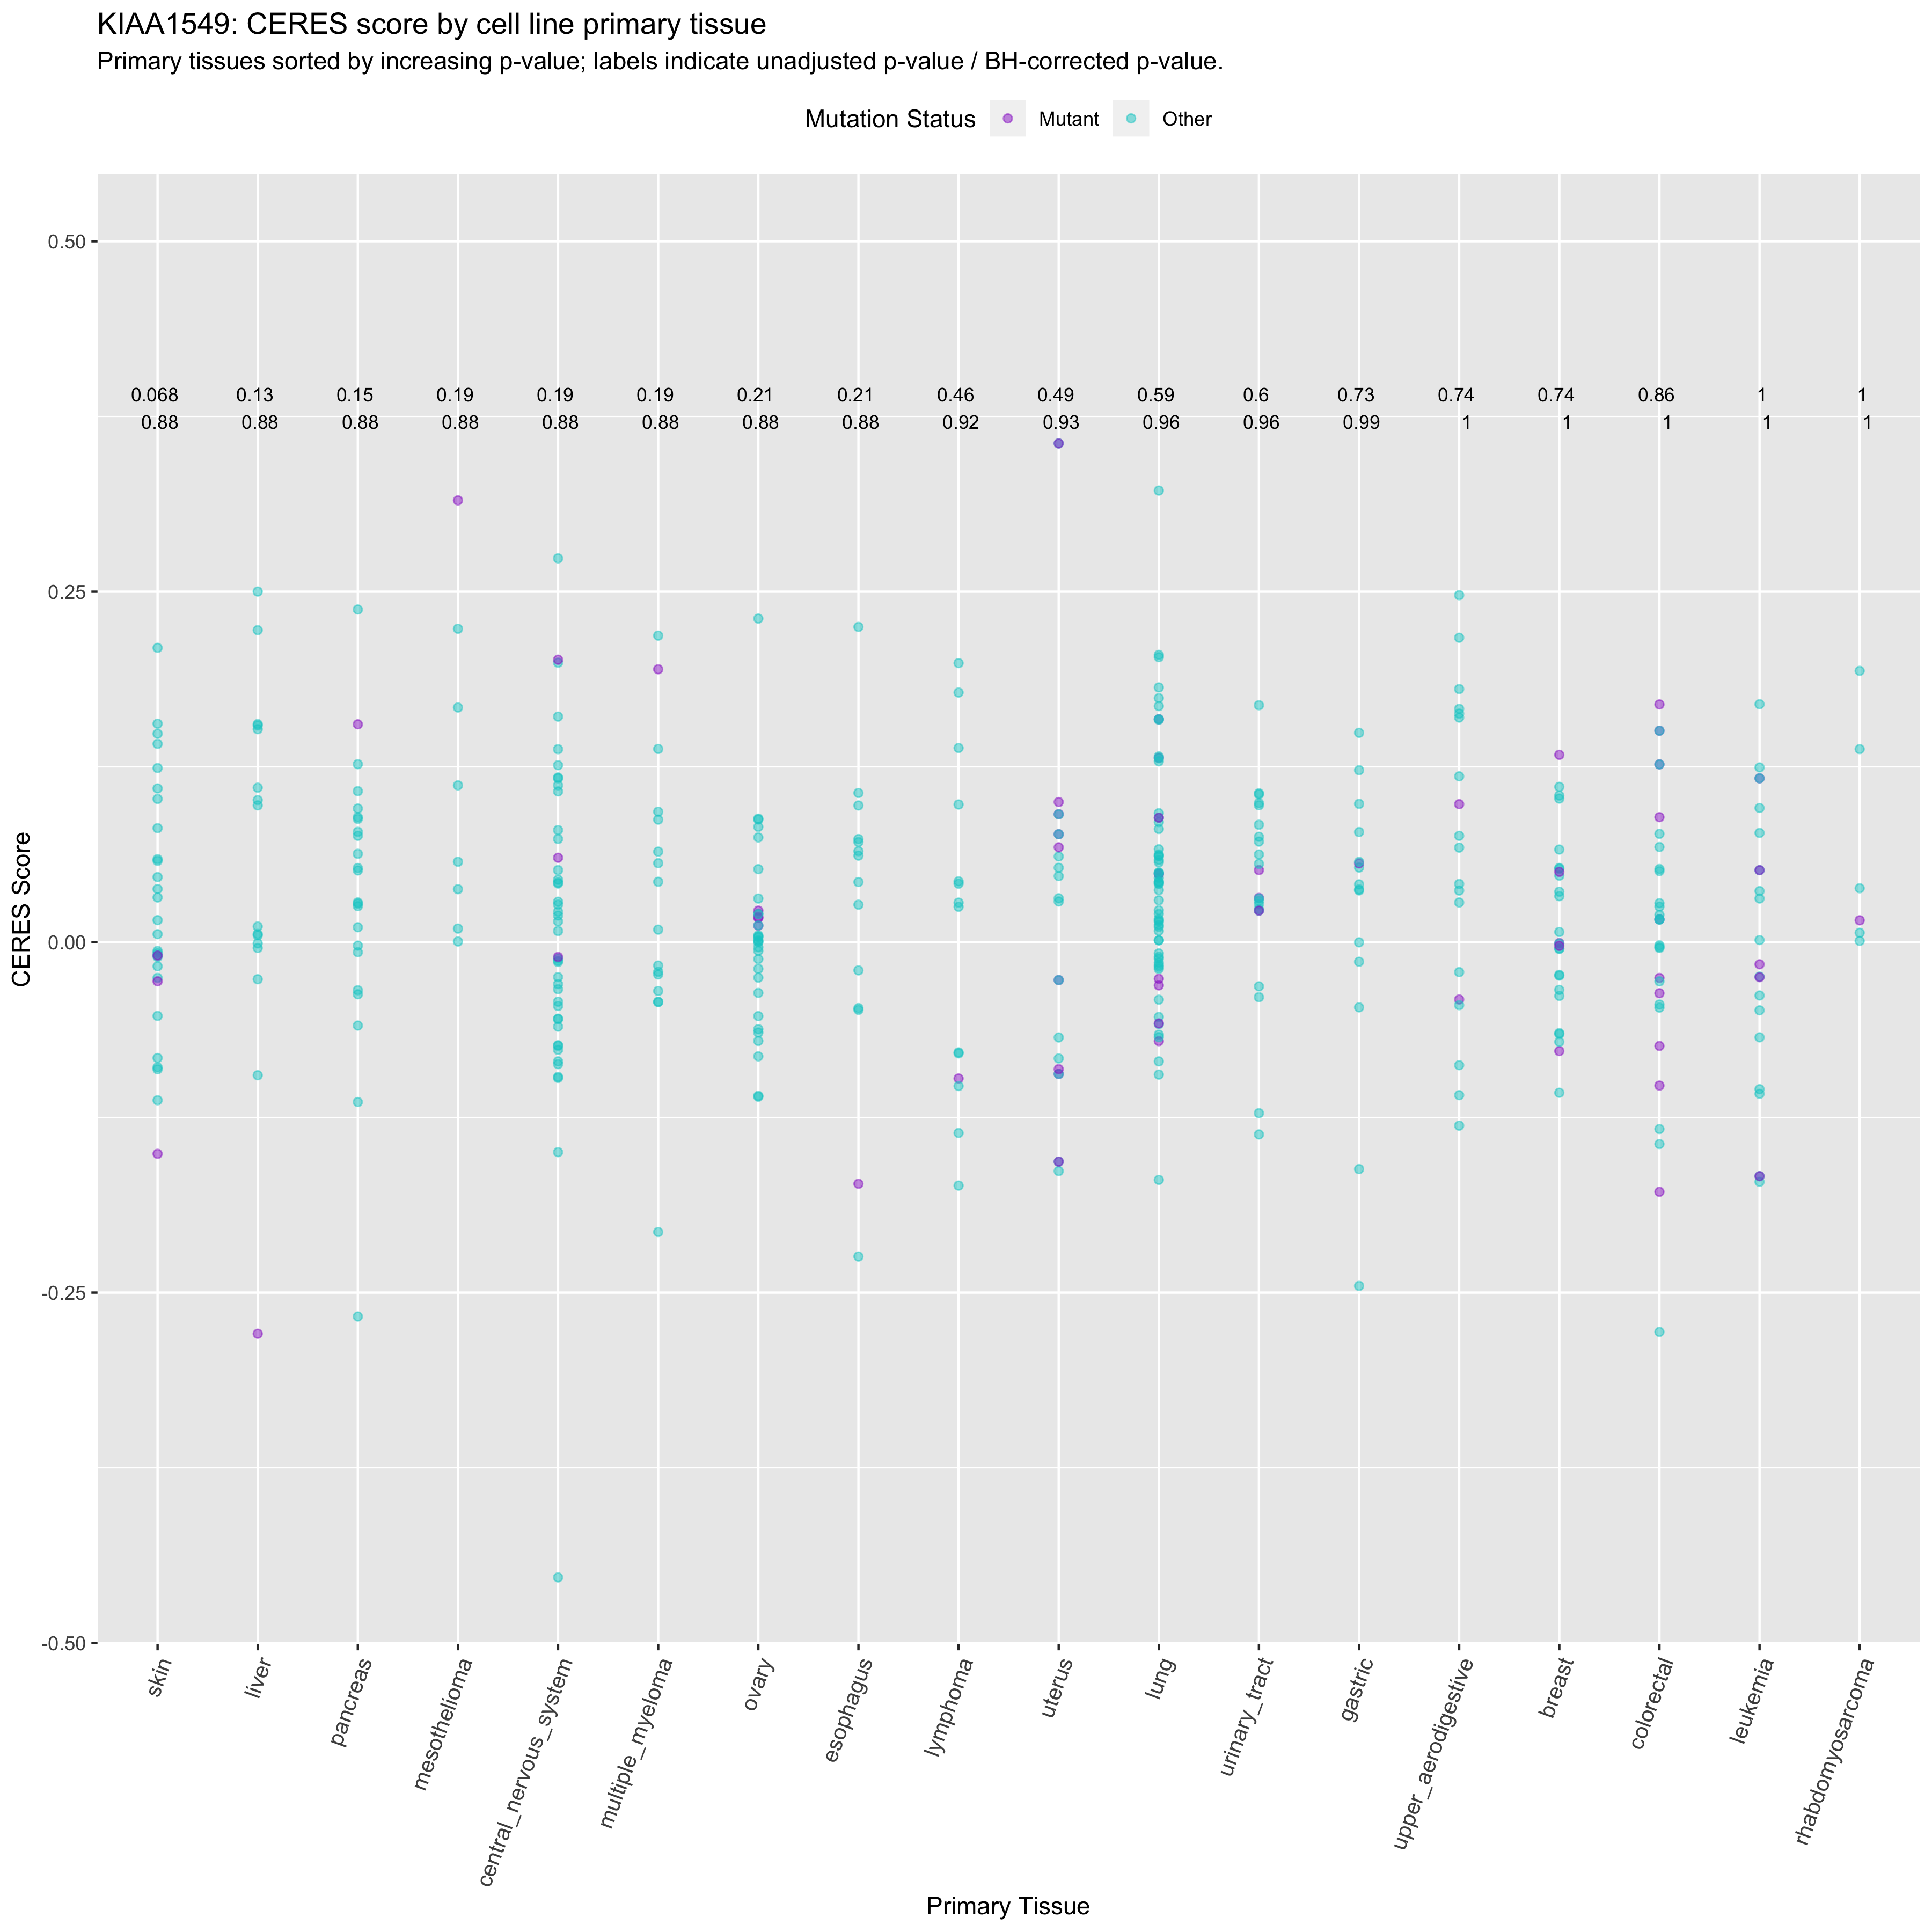 KIAA1549: CERES score by cell line primary tissue
Primary tissues sorted by increasing p-value; labels indicate unadjusted p-value / BH-corrected p-value.
Mutation Status Mutant Other
0.50
0.068 0.13 0.15 0.19 0.19 0.19 0.21 0.21 0.46 0.49 0.59 0.6 0.73 0.74 0.74 0.86 1 1
0.88 0.88 0.88 0.88 0.88 0.88 0.88 0.88 0.92 0.93 0.96 0.96 0.99 1 1 1 1 1
0.25
0.00
-0.25
-0.50
CERES Score
skin
liver
pancreas
mesothelioma
central_nervous_system
multiple_myeloma
ovary
esophagus
lymphoma
uterus
lung
urinary_tract
gastric
upper_aerodigestive
breast
colorectal
leukemia
rhabdomyosarcoma
Primary Tissue